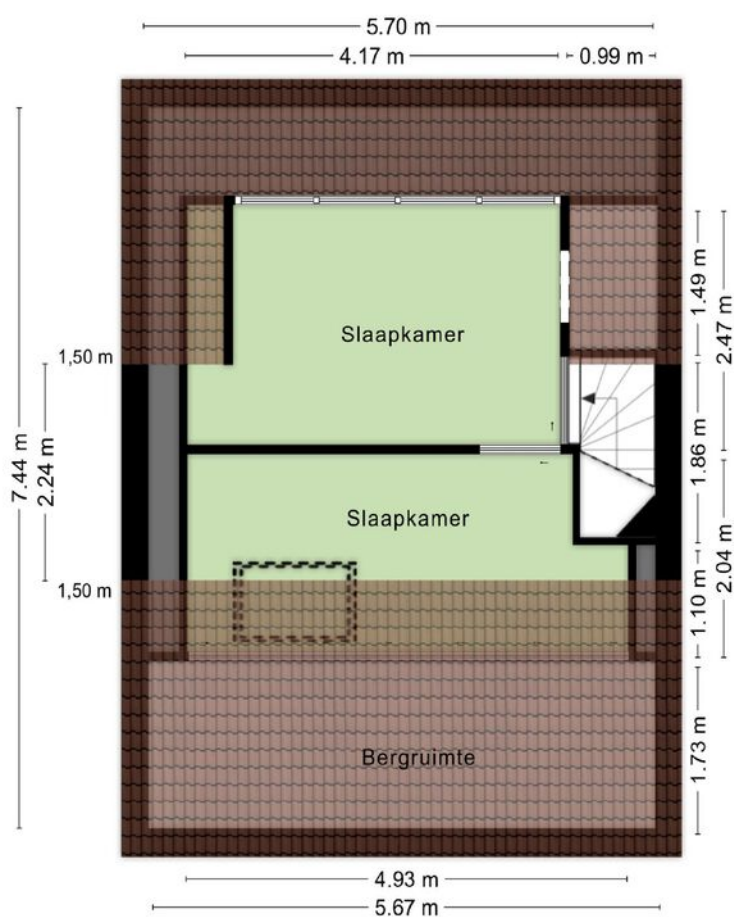 5.70 m
4.17 m
0.99 m
Slaapkamer
1.49 m
2.47 m
1,50 m
7.44 m
2.24 m
1.86 m
Slaapkamer
1,50 m
1.10 m
2.04 m
Bergruimte
1.73 m
4.93 m
5.67 m